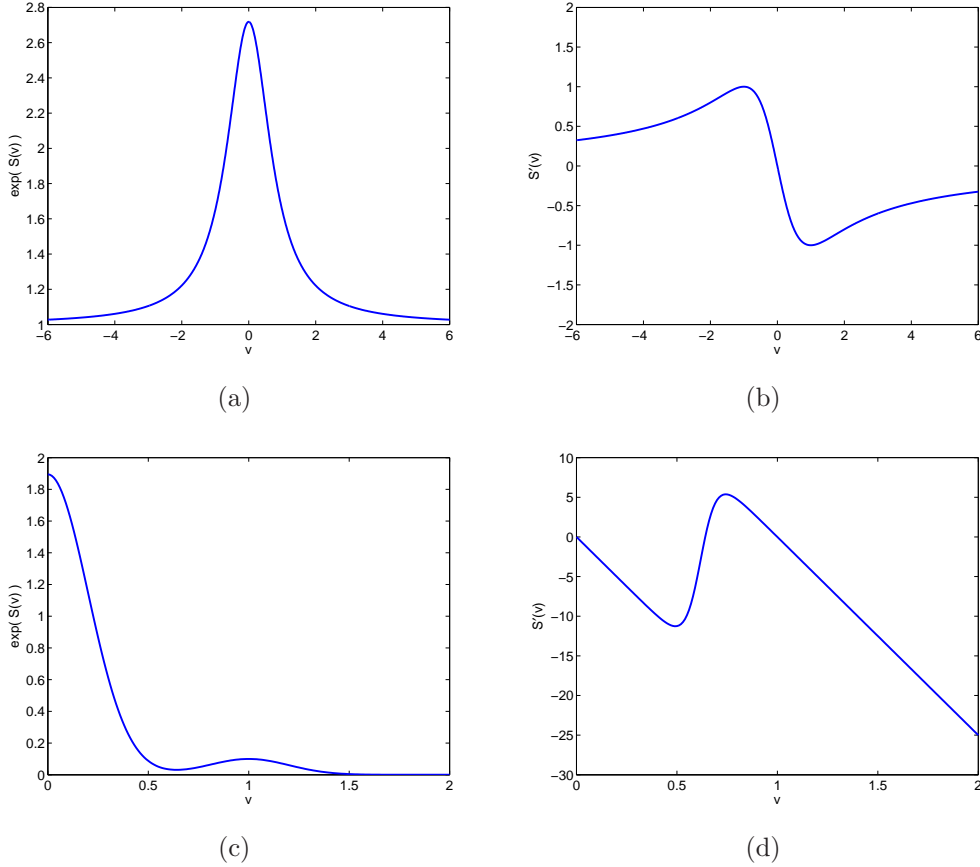 2.8
2.6
2.4
2.2
2
1.8
1.6
1.4
1.2
1
−6 −4 −2 0 2 4 6
v
exp( S(v) )
(a)
2
1.5
1
0.5
0
−0.5
−1
−1.5
−2
−6 −4 −2 0 2 4 6
v
S′(v)
(b)
2
1.8
1.6
1.4
1.2
1
0.8
0.6
0.4
0.2
0
0 0.5 1 1.5 2
v
exp( S(v) )
(c)
10
5
0
−5
−10
−15
−20
−25
−30
0 0.5 1 1.5 2
v
S′(v)
(d)